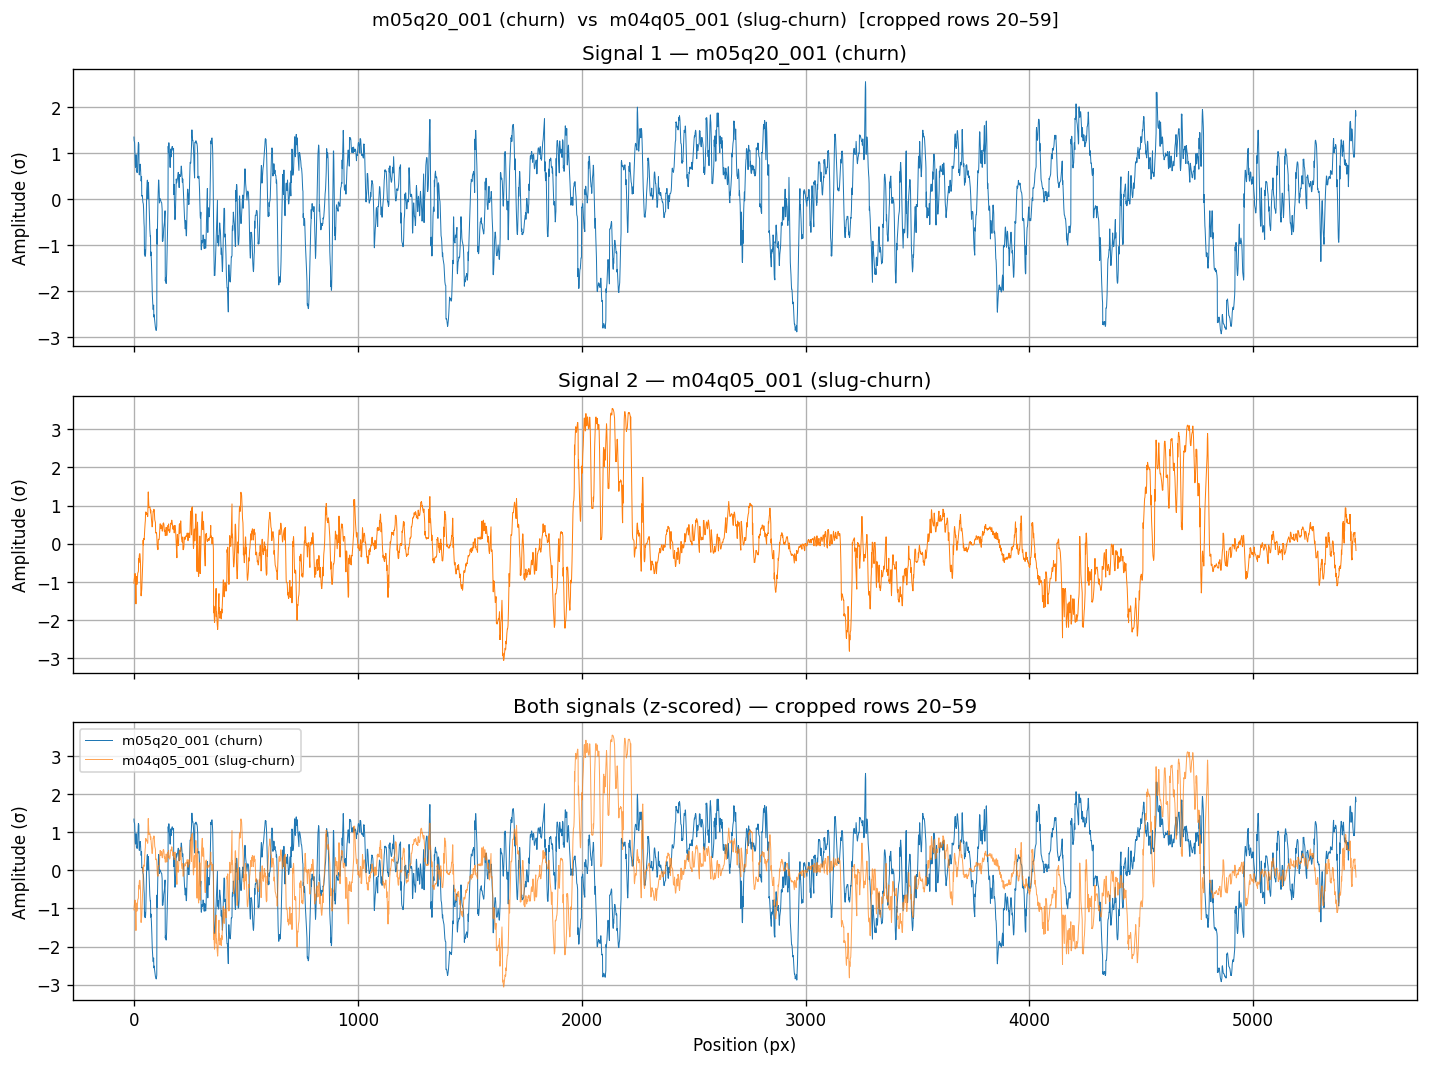 m05q20_001 (churn)  vs  m04q05_001 (slug-churn)  [cropped rows 20–59]
Signal 1 — m05q20_001 (churn)
Amplitude (σ)
2
1
0
−1
−2
−3
Signal 2 — m04q05_001 (slug-churn)
Amplitude (σ)
3
2
1
0
−1
−2
−3
Both signals (z-scored) — cropped rows 20–59
m05q20_001 (churn)
m04q05_001 (slug-churn)
Amplitude (σ)
3
2
1
0
−1
−2
−3
0 1000 2000 3000 4000 5000
Position (px)